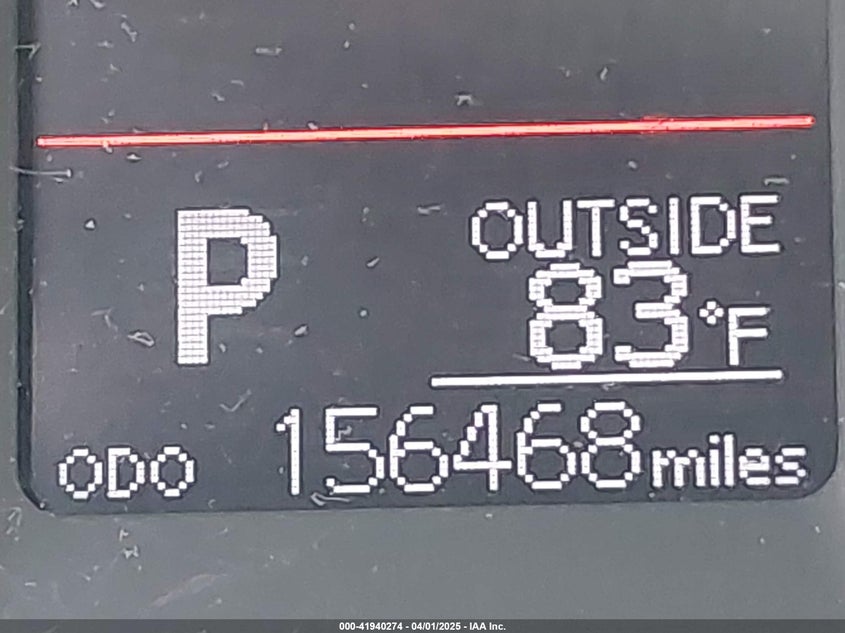 P
OUTSIDE
83°F
ODO 156468 miles
000-41940274 - 04/01/2025 - IAA Inc.